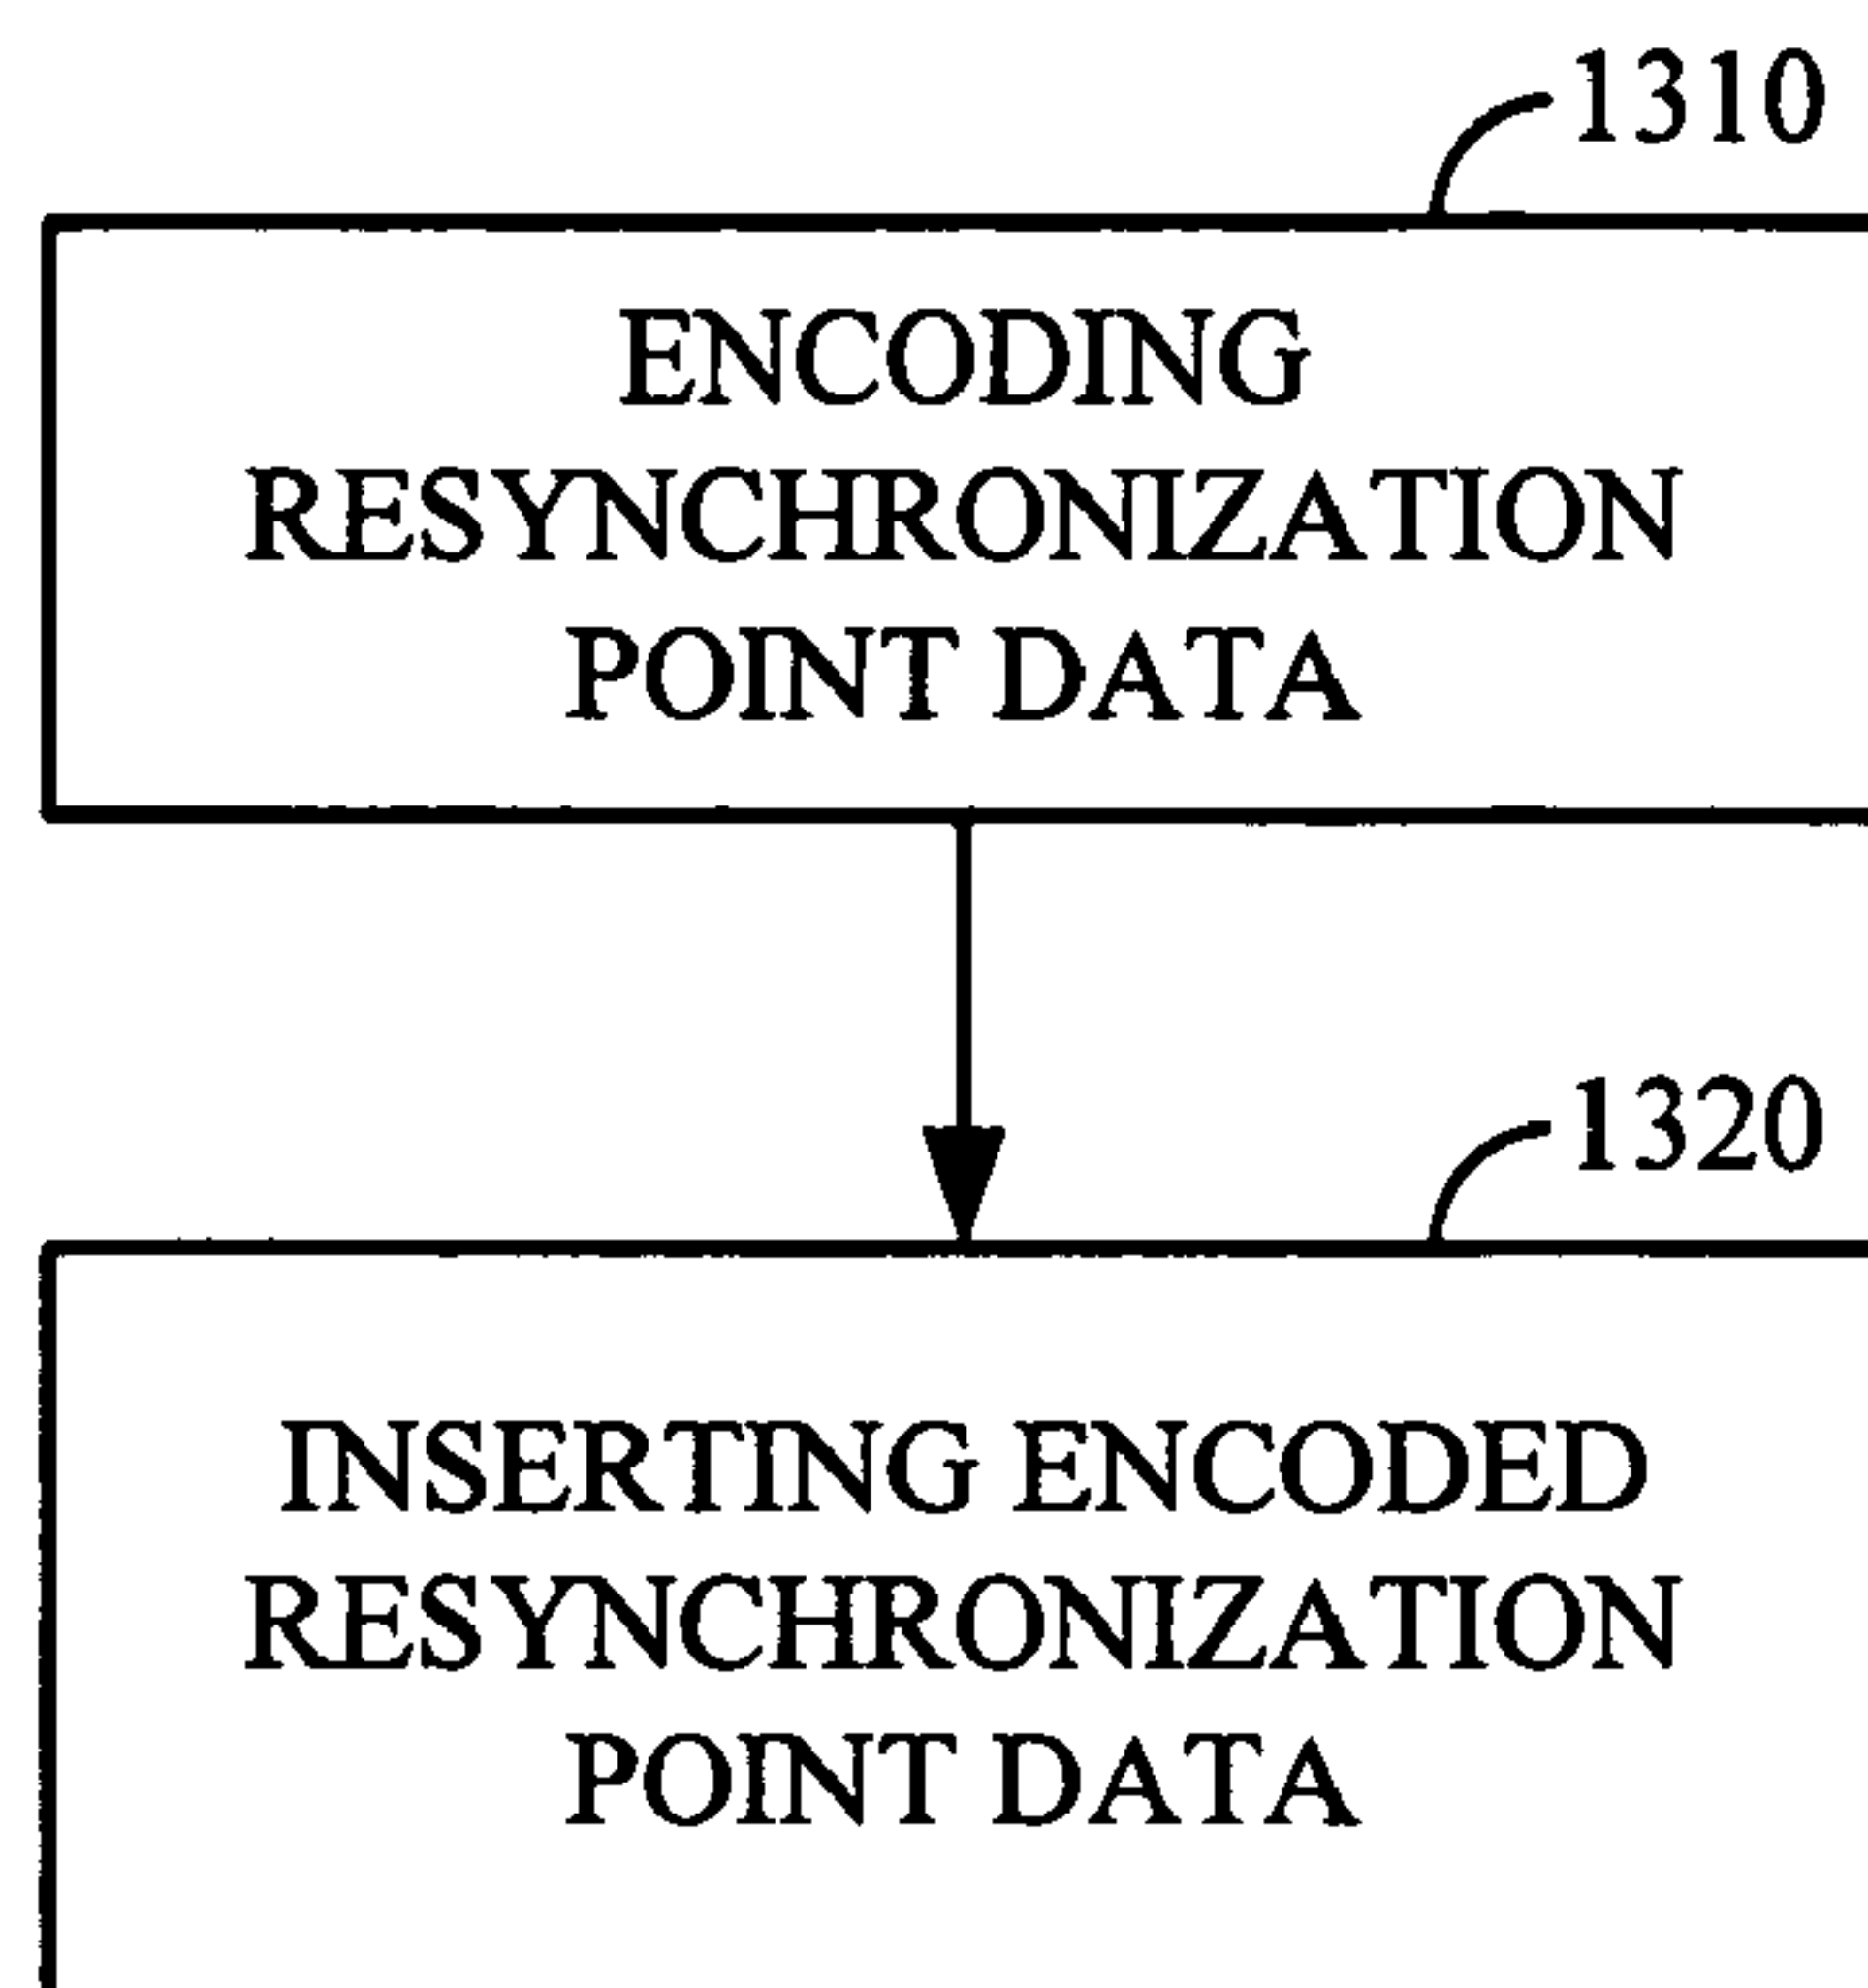 1310
ENCODING
RESYNCHRONIZATION
POINT DATA
1320
INSERTING ENCODED
RESYNCHRONIZATION
POINT DATA